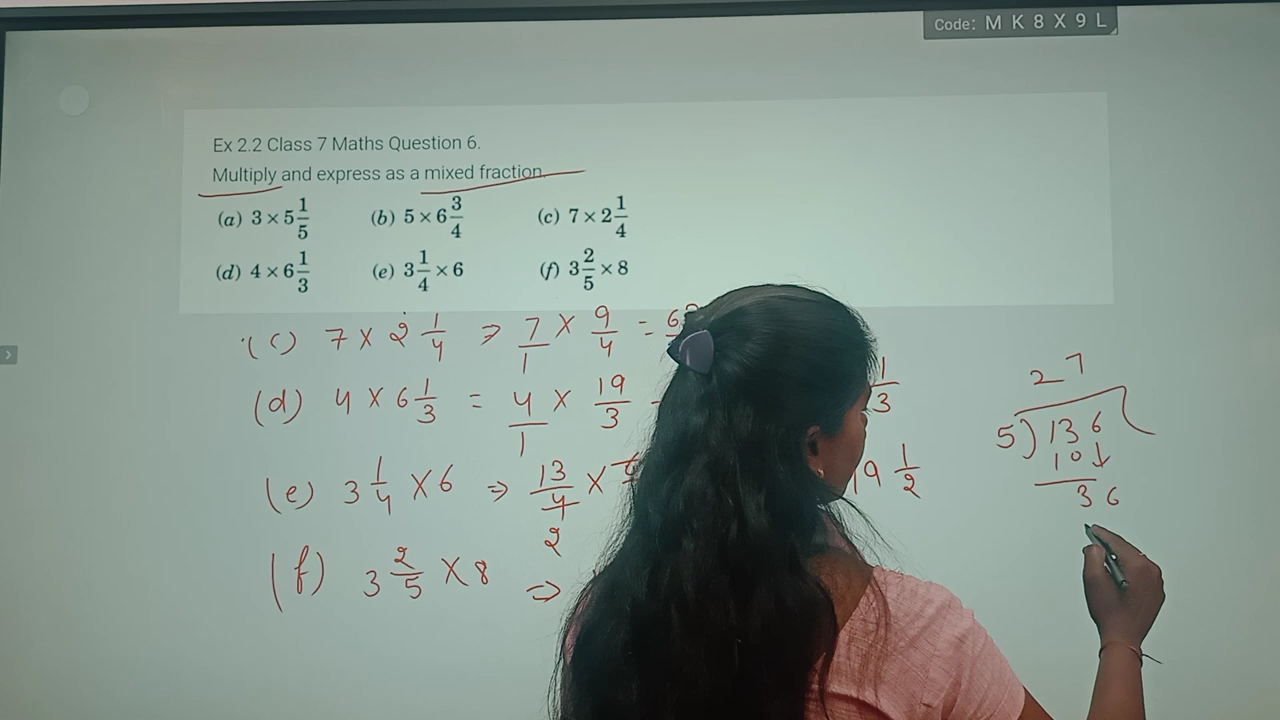 Code: M K 8 X 9 L
Ex 2.2 Class 7 Maths Question 6.
Multiply and express as a mixed fraction.
(a) 3 × 5 1/5 (b) 5 × 6 3/4 (c) 7 × 2 1/4
(d) 4 × 6 1/3 (e) 3 1/4 × 6 (f) 3 2/5 × 8
(c) 7 × 2 1/4 ⇒ 7/1 × 9/4 = 6
(d) 4 × 6 1/3 = 4/1 × 19/3 1/3
(e) 3 1/4 × 6 ⇒ 13/4 × 19 1/2
2
(f) 3 2/5 × 8 ⇒
27
5) 136
10↓
36